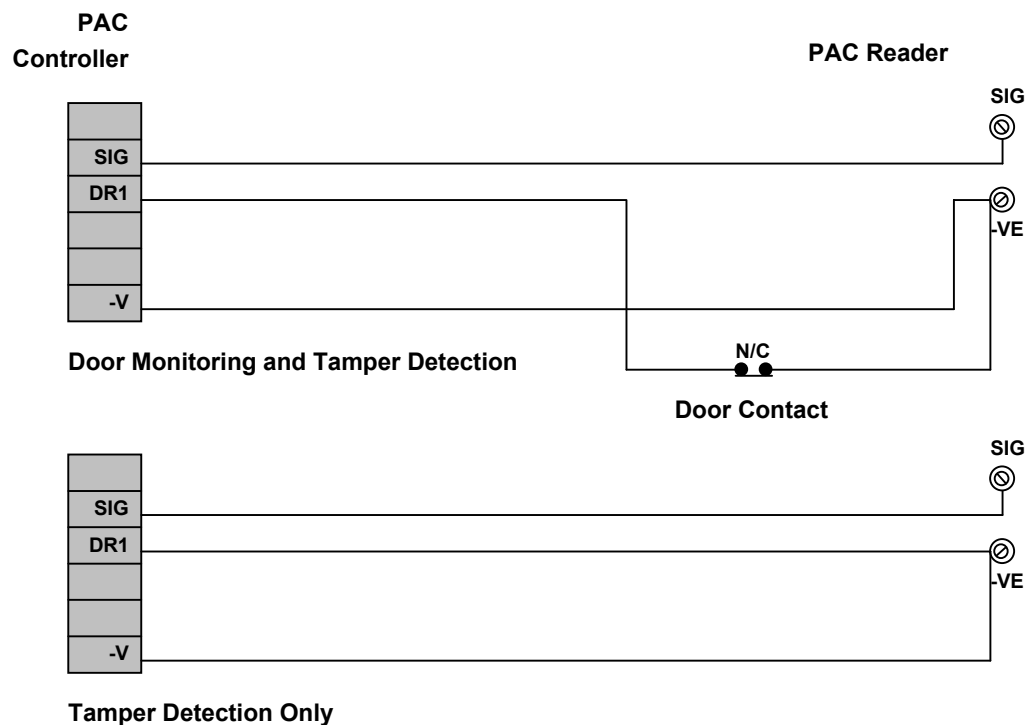 PAC
Controller
PAC Reader
SIG
SIG
DR1
-VE
-V
Door Monitoring and Tamper Detection
N/C
Door Contact
SIG
SIG
DR1
-VE
-V
Tamper Detection Only